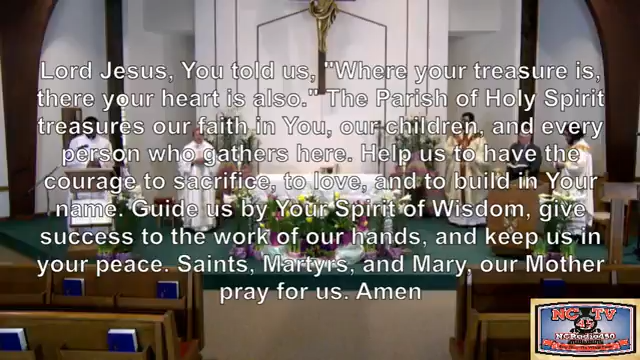 Lord Jesus, You told us, "Where your treasure is,
there your heart is also." The Parish of Holy Spirit
treasures our faith in You, our children, and every
person who gathers here. Help us to have the
courage to sacrifice, to love, and to build in Your
name. Guide us by Your Spirit of Wisdom, give
success to the work of our hands, and keep us in
your peace. Saints, Martyrs, and Mary, our Mother
pray for us. Amen
NC TV
45
NCRadio450